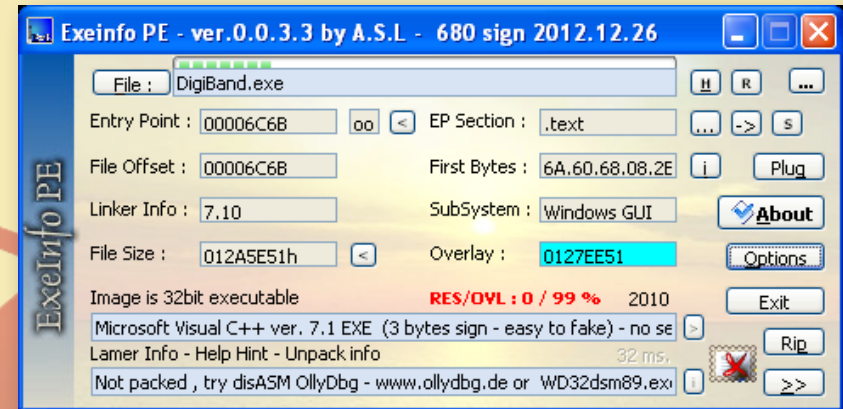 Exeinfo PE - ver.0.0.3.3 by A.S.L - 680 sign 2012.12.26
ExeInfo PE
File : DigiBand.exe H R ...
Entry Point : 00006C6B oo < EP Section : .text ... -> S
File Offset : 00006C6B First Bytes : 6A.60.68.08.2E i Plug
Linker Info : 7.10 SubSystem : Windows GUI About
File Size : 012A5E51h < Overlay : 0127EE51 Options
Image is 32bit executable RES/OVL : 0 / 99 % 2010 Exit
Microsoft Visual C++ ver. 7.1 EXE (3 bytes sign - easy to fake) - no se >
Lamer Info - Help Hint - Unpack info 32 ms. Rip
Not packed , try disASM OllyDbg - www.ollydbg.de or WD32dsm89.ex i >>